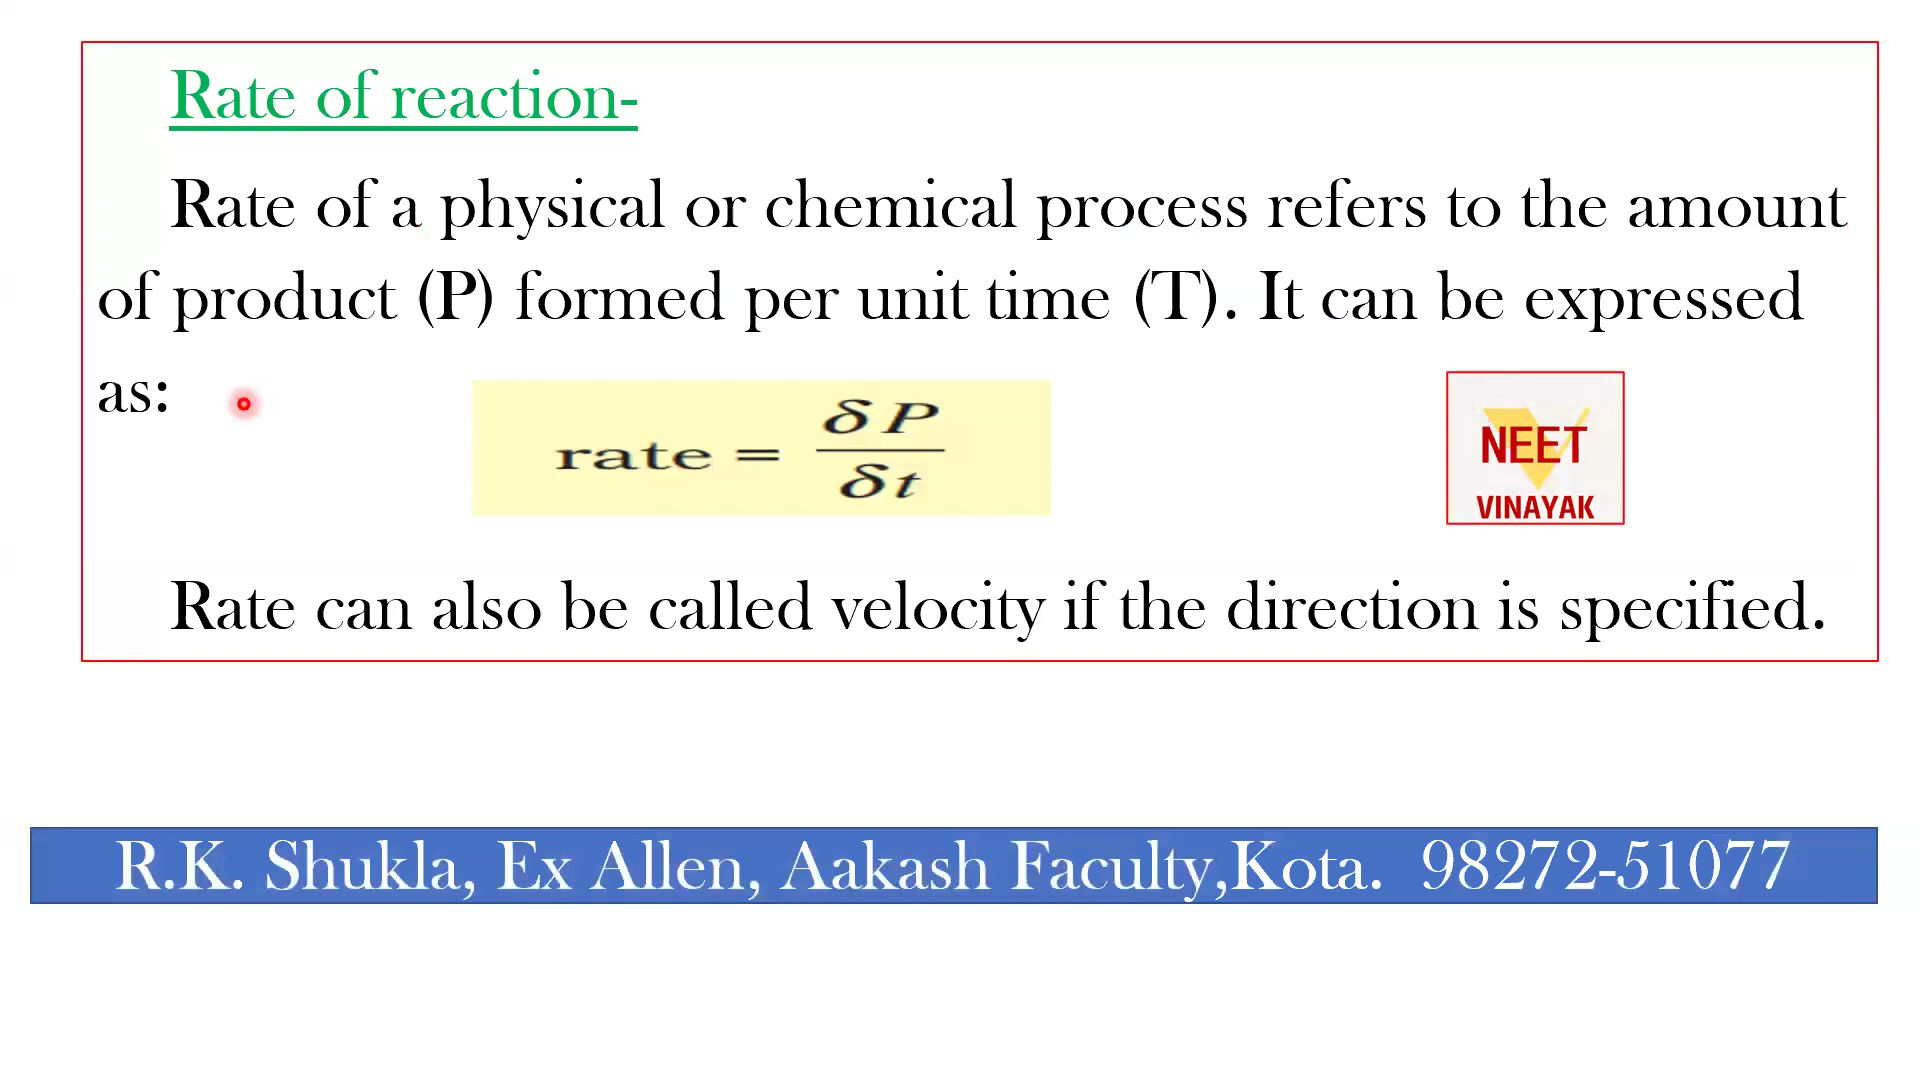 Rate of reaction-
Rate of a physical or chemical process refers to the amount
of product (P) formed per unit time (T). It can be expressed
as:
rate = δP/δt
NEET
VINAYAK
Rate can also be called velocity if the direction is specified.
R.K. Shukla, Ex Allen, Aakash Faculty,Kota. 98272-51077